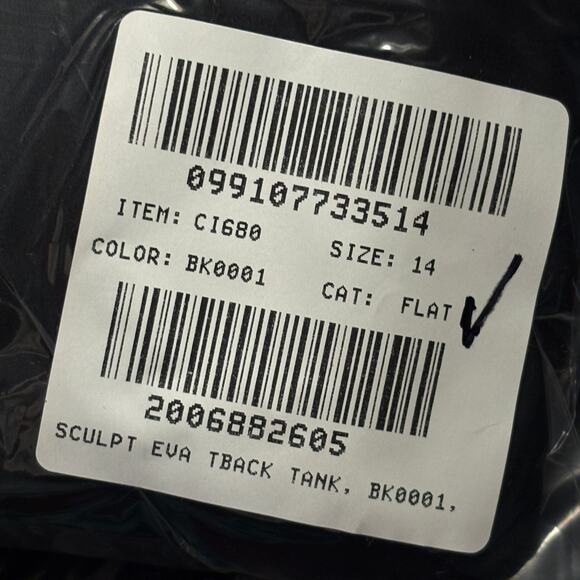 099107733514
ITEM: CI680 SIZE: 14
COLOR: BK0001 CAT: FLAT
2006882605
SCULPT EVA TBACK TANK, BK0001,